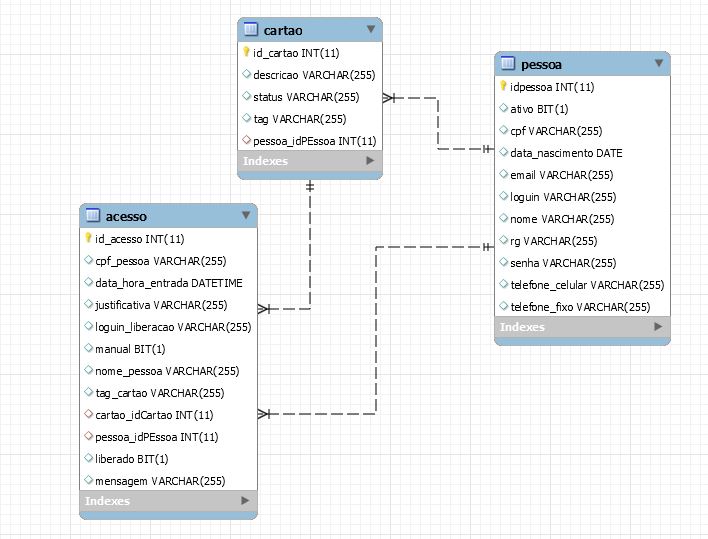 cartao
id_cartao INT(11)
descricao VARCHAR(255)
status VARCHAR(255)
tag VARCHAR(255)
pessoa_idPEssoa INT(11)
Indexes
pessoa
idpessoa INT(11)
ativo BIT(1)
cpf VARCHAR(255)
data_nascimento DATE
email VARCHAR(255)
loguin VARCHAR(255)
nome VARCHAR(255)
rg VARCHAR(255)
senha VARCHAR(255)
telefone_celular VARCHAR(255)
telefone_fixo VARCHAR(255)
Indexes
acesso
id_acesso INT(11)
cpf_pessoa VARCHAR(255)
data_hora_entrada DATETIME
justificativa VARCHAR(255)
loguin_liberacao VARCHAR(255)
manual BIT(1)
nome_pessoa VARCHAR(255)
tag_cartao VARCHAR(255)
cartao_idCartao INT(11)
pessoa_idPEssoa INT(11)
liberado BIT(1)
mensagem VARCHAR(255)
Indexes